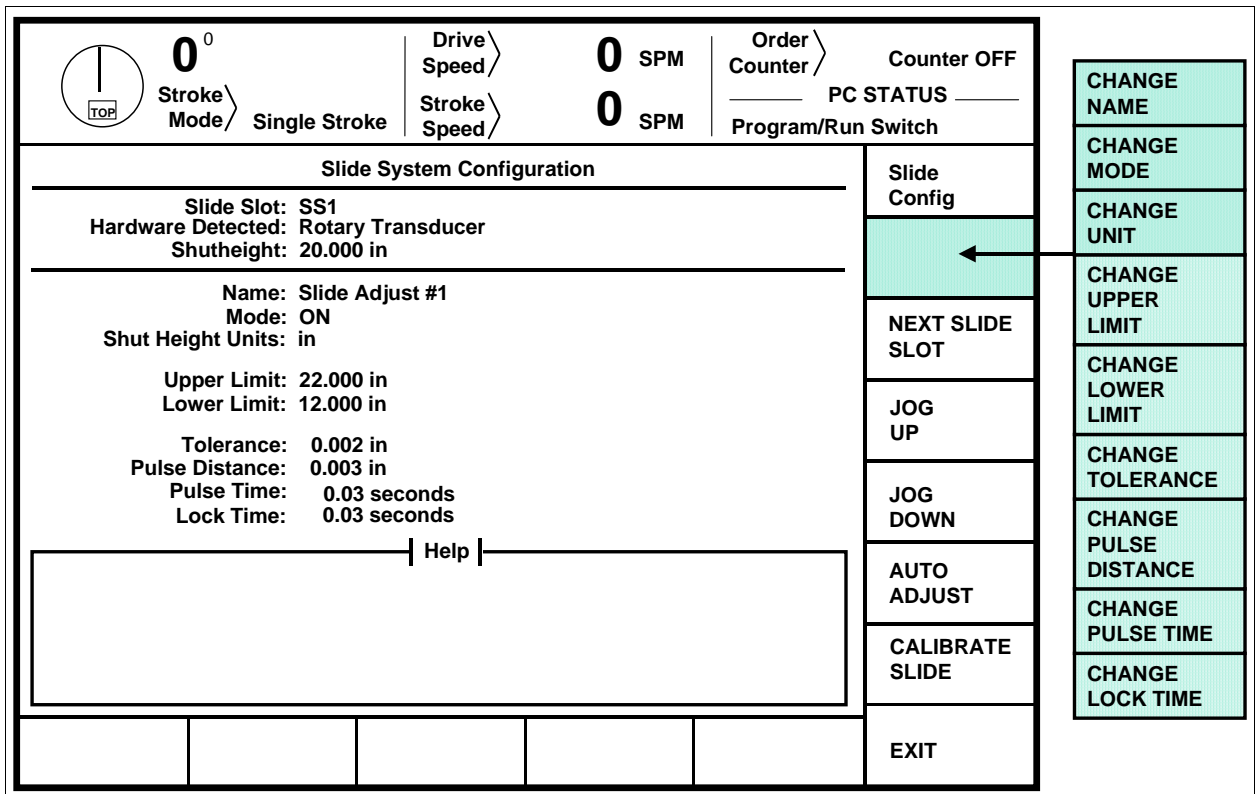 0 0
TOP
Stroke
Mode
Single Stroke
Drive
Speed
0 SPM
Stroke
Speed
0 SPM
Order
Counter
Counter OFF
PC STATUS
Program/Run Switch
Slide System Configuration
Slide Slot: SS1
Hardware Detected: Rotary Transducer
Shutheight: 20.000 in
Name: Slide Adjust #1
Mode: ON
Shut Height Units: in
Upper Limit: 22.000 in
Lower Limit: 12.000 in
Tolerance: 0.002 in
Pulse Distance: 0.003 in
Pulse Time: 0.03 seconds
Lock Time: 0.03 seconds
Help
Slide
Config
NEXT SLIDE
SLOT
JOG
UP
JOG
DOWN
AUTO
ADJUST
CALIBRATE
SLIDE
EXIT
CHANGE
NAME
CHANGE
MODE
CHANGE
UNIT
CHANGE
UPPER
LIMIT
CHANGE
LOWER
LIMIT
CHANGE
TOLERANCE
CHANGE
PULSE
DISTANCE
CHANGE
PULSE TIME
CHANGE
LOCK TIME